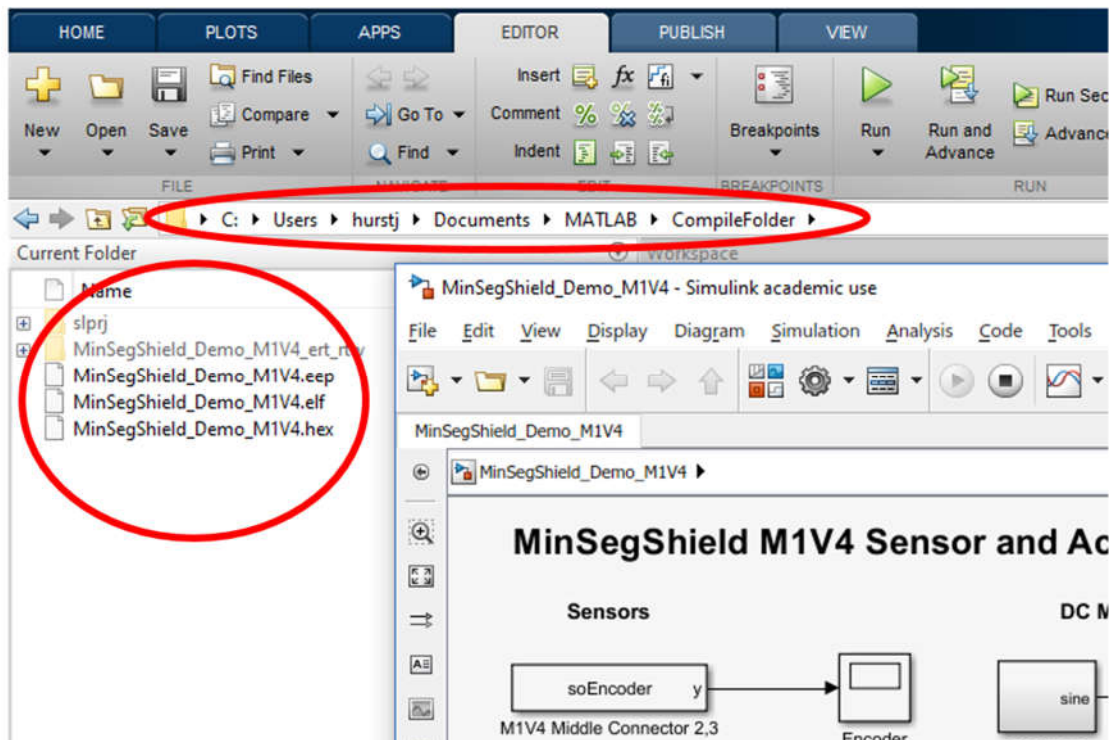 HOME PLOTS APPS EDITOR PUBLISH VIEW
Find Files Insert fx fi
New Open Save Compare Go To Comment Breakpoints Run Run and Advance Run Sec
Print Find Indent Advanc
FILE NAVIGATE EDIT BREAKPOINTS RUN
C: Users hurstj Documents MATLAB CompileFolder
Current Folder Workspace
Name
slprj
MinSegShield_Demo_M1V4_ert_rtw
MinSegShield_Demo_M1V4.eep
MinSegShield_Demo_M1V4.elf
MinSegShield_Demo_M1V4.hex
MinSegShield_Demo_M1V4 - Simulink academic use
File Edit View Display Diagram Simulation Analysis Code Tools
MinSegShield_Demo_M1V4
MinSegShield_Demo_M1V4
MinSegShield M1V4 Sensor and Ac
Sensors DC M
soEncoder y sine
M1V4 Middle Connector 2,3
Encoder